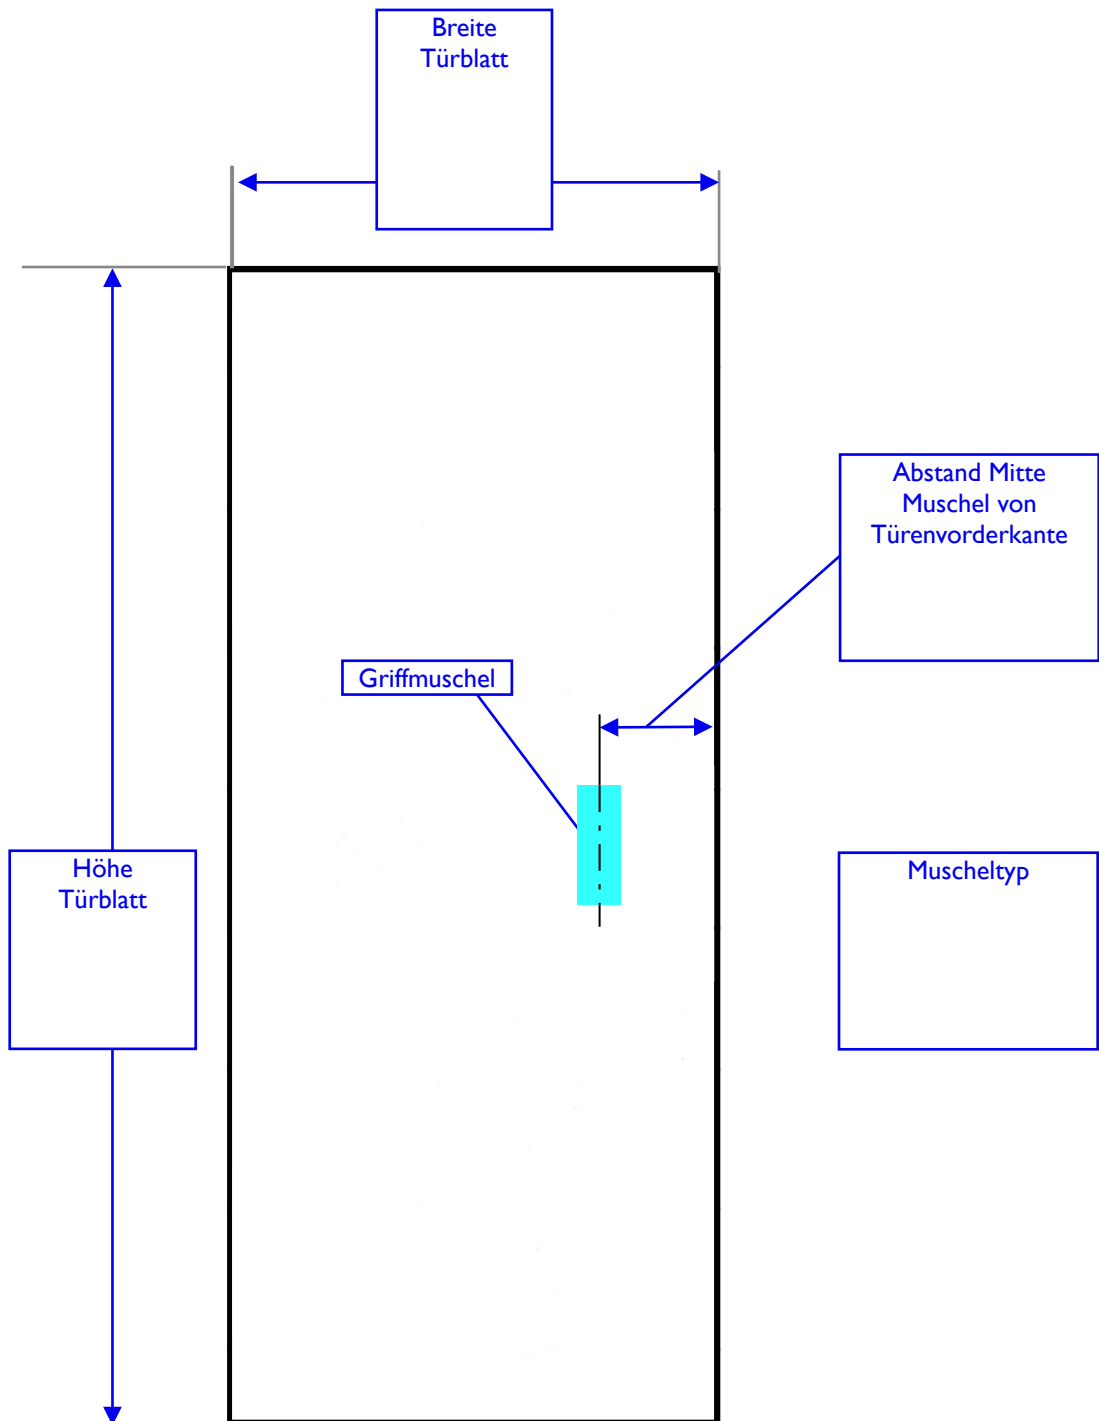 Breite
Türblatt
Abstand Mitte
Muschel von
Türenvorderkante
Griffmuschel
Höhe
Türblatt
Muscheltyp